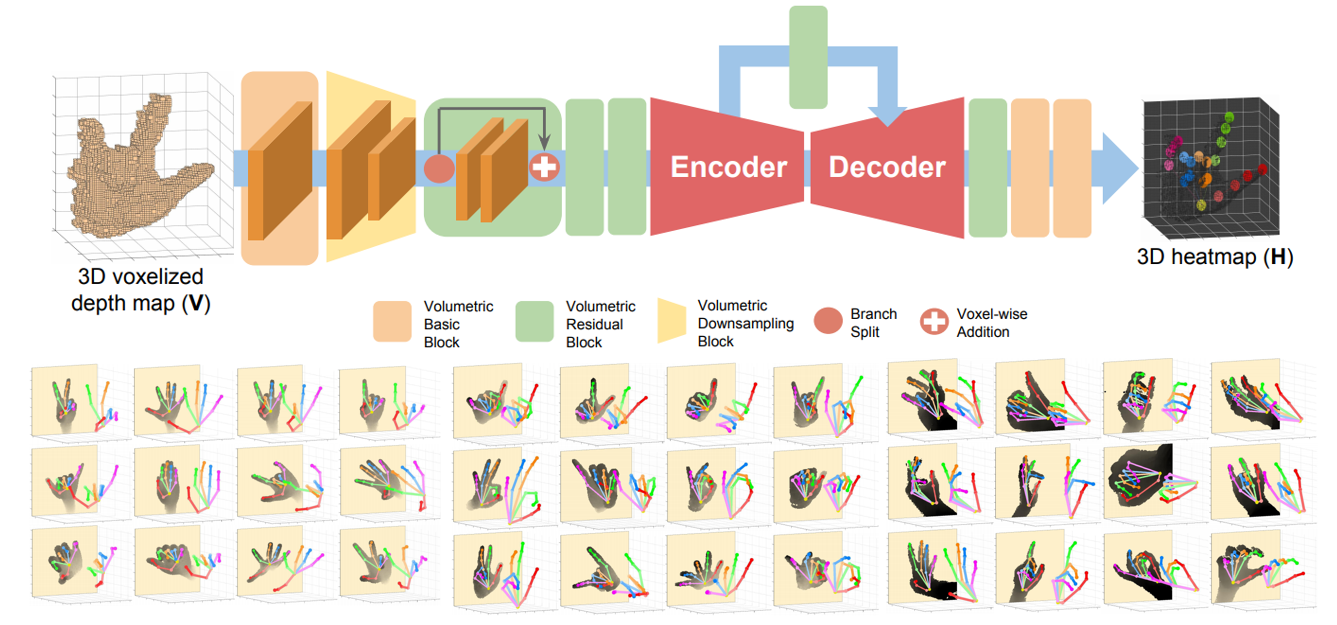 Encoder
Decoder
3D voxelized
depth map (V)
3D heatmap (H)
Volumetric
Basic
Block
Volumetric
Residual
Block
Volumetric
Downsampling
Block
Branch
Split
Voxel-wise
Addition